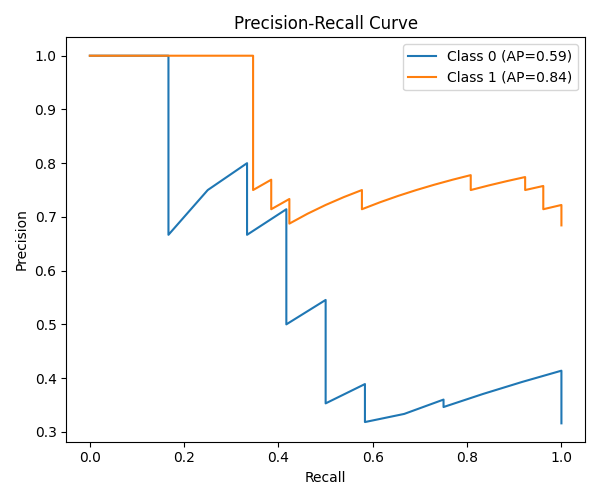 Precision-Recall Curve
Class 0 (AP=0.59)
Class 1 (AP=0.84)
Precision
1.0
0.9
0.8
0.7
0.6
0.5
0.4
0.3
0.0 0.2 0.4 0.6 0.8 1.0
Recall